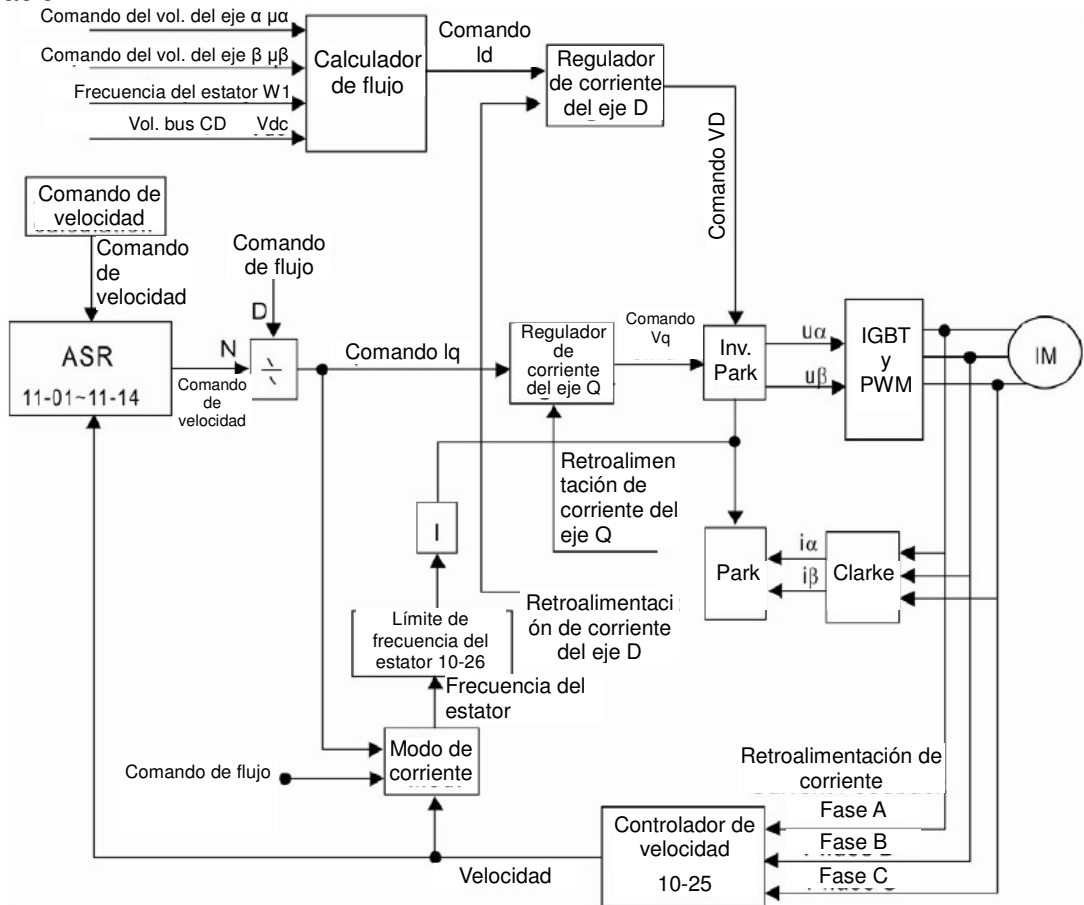 Comando del vol. del eje α μα
Comando del vol. del eje β μβ
Frecuencia del estator W1
Vol. bus CD Vdc
Calculador
de flujo
Comando
Id
Regulador
de corriente
del eje D
Comando VD
Comando de
velocidad
Comando
de
velocidad
Comando
de flujo
D
N
ASR
11-01~11-14
Comando
de
velocidad
÷
Comando Iq
Regulador
de
corriente
del eje Q
Comando
Vq
Inv.
Park
uα
uβ
IGBT
y
PWM
IM
Retroalimen
tación de
corriente del
eje Q
I
Park
iα
iβ
Clarke
Límite de
frecuencia del
estator 10-26
Retroalimentaci
ón de corriente
del eje D
Frecuencia del
estator
Modo de
corriente
Comando de flujo
Retroalimentación de
corriente
Fase A
Fase B
Fase C
Controlador de
velocidad
10-25
Velocidad